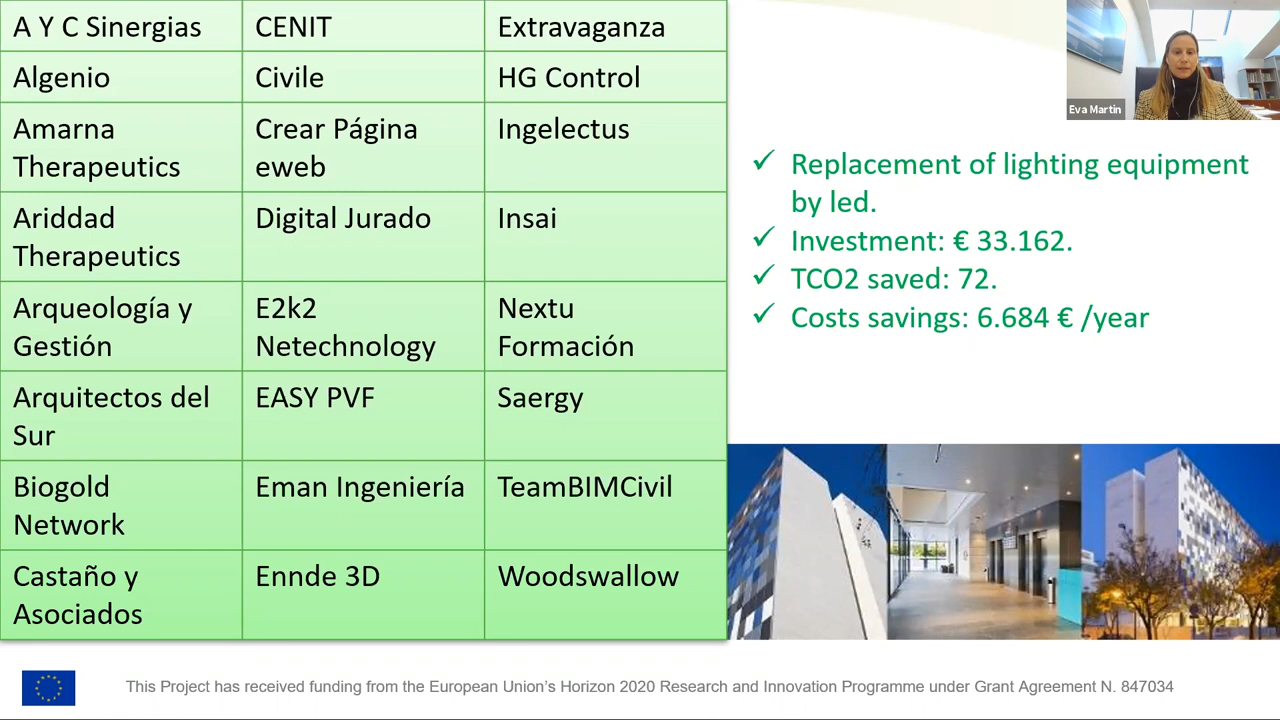 A Y C Sinergias
CENIT
Extravaganza
Algenio
Civile
HG Control
Amarna
Therapeutics
Crear Página
eweb
Ingelectus
Ariddad
Therapeutics
Digital Jurado
Insai
Arqueología y
Gestión
E2k2
Netechnology
Nextu
Formación
Arquitectos del
Sur
EASY PVF
Saergy
Biogold
Network
Eman Ingeniería
TeamBIMCivil
Castaño y
Asociados
Ennde 3D
Woodswallow
Eva Martin
✓ Replacement of lighting equipment
by led.
✓ Investment: € 33.162.
✓ TCO2 saved: 72.
✓ Costs savings: 6.684 € /year
This Project has received funding from the European Union’s Horizon 2020 Research and Innovation Programme under Grant Agreement N. 847034